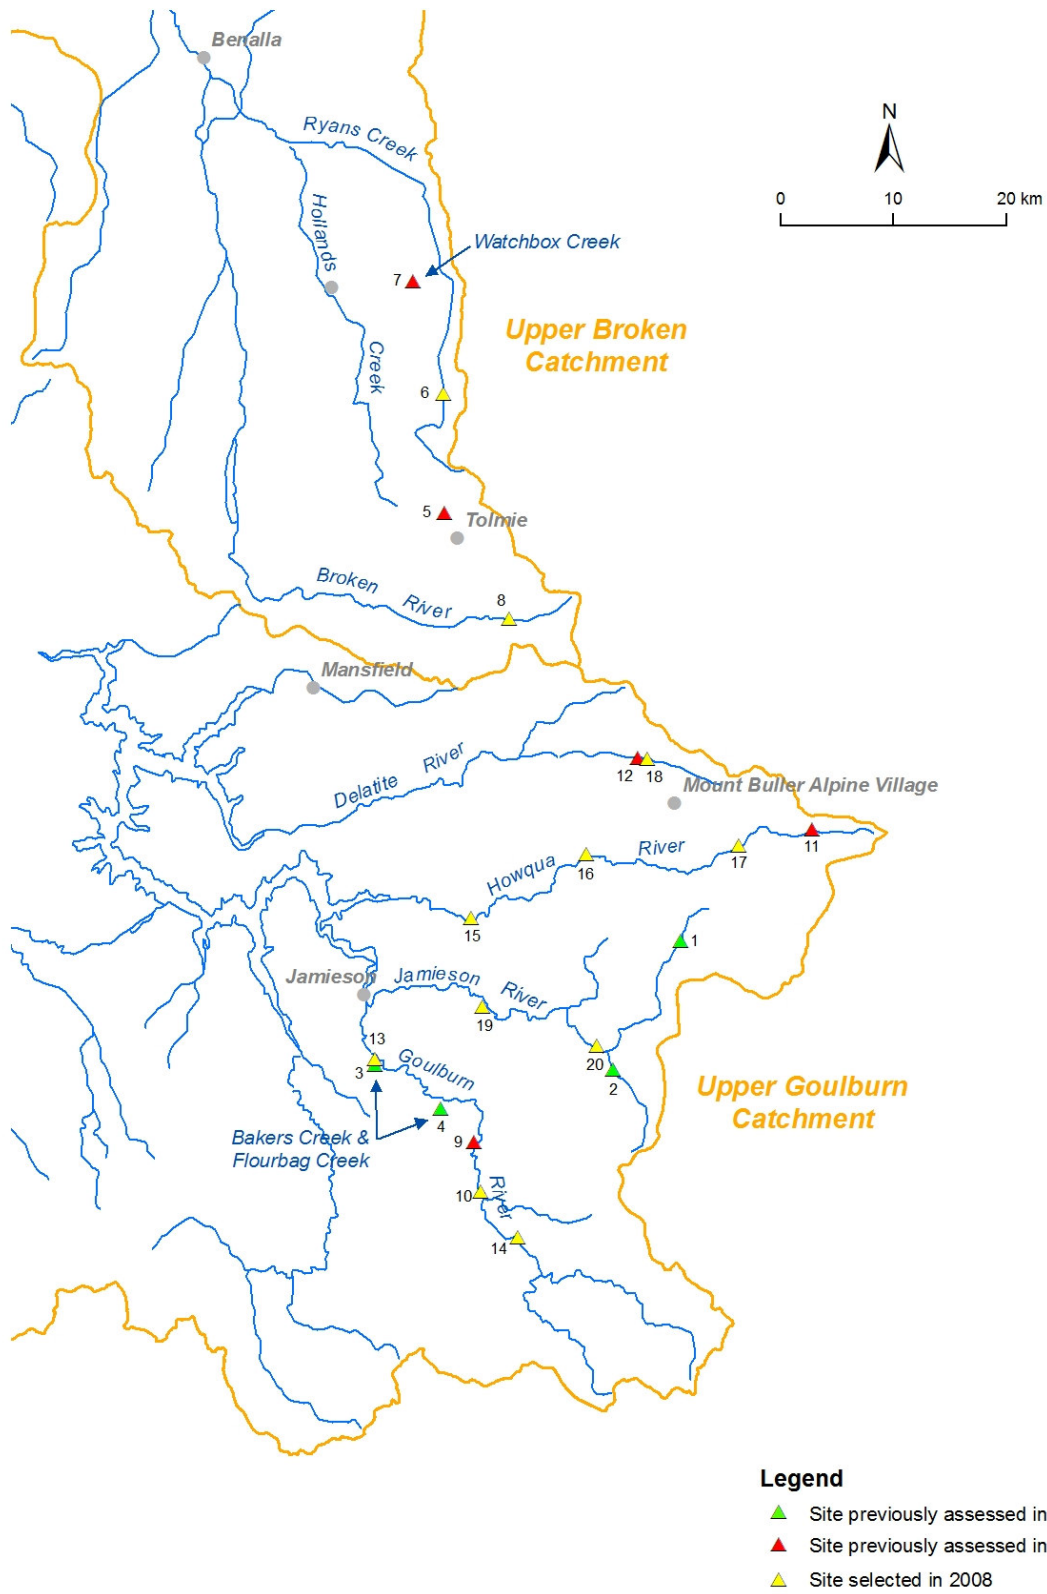 Benalla
Ryans Creek
N
0 10 20 km
Hollands
Watchbox Creek
7
Upper Broken
Catchment
Creek
6
5
Tolmie
Broken
River
8
Mansfield
Delatite River
12
18
Mount Buller Alpine Village
11
17
Howqua River
16
15
1
Jamieson
Jamieson River
19
13
3
Goulburn
20
2
Upper Goulburn
Catchment
4
Bakers Creek &
Flourbag Creek
9
10
River
14
Legend
Site previously assessed in
Site previously assessed in
Site selected in 2008